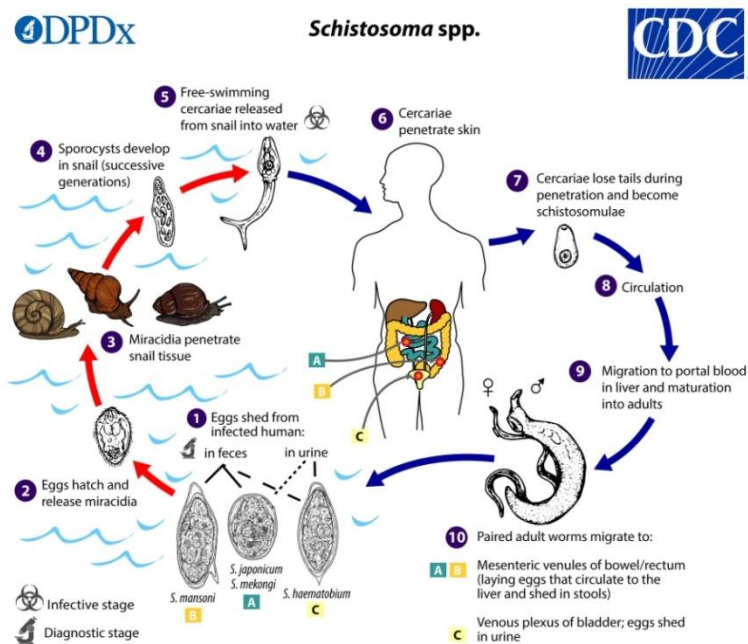 DPDx
Schistosoma spp.
CDC
5 Free-swimming
cercariae released
from snail into water
6 Cercariae
penetrate skin
4 Sporocysts develop
in snail (successive
generations)
7 Cercariae lose tails during
penetration and become
schistosomulae
8 Circulation
3 Miracidia penetrate
snail tissue
A
B
C
9 Migration to portal blood
in liver and maturation
into adults
♀ ♂
1 Eggs shed from
infected human:
in feces
in urine
2 Eggs hatch and
release miracidia
S. mansoni
B
S. japonicum
S. mekongi
A
S. haematobium
C
10 Paired adult worms migrate to:
A B Mesenteric venules of bowel/rectum
(laying eggs that circulate to the
liver and shed in stools)
C Venous plexus of bladder; eggs shed
in urine
Infective stage
Diagnostic stage